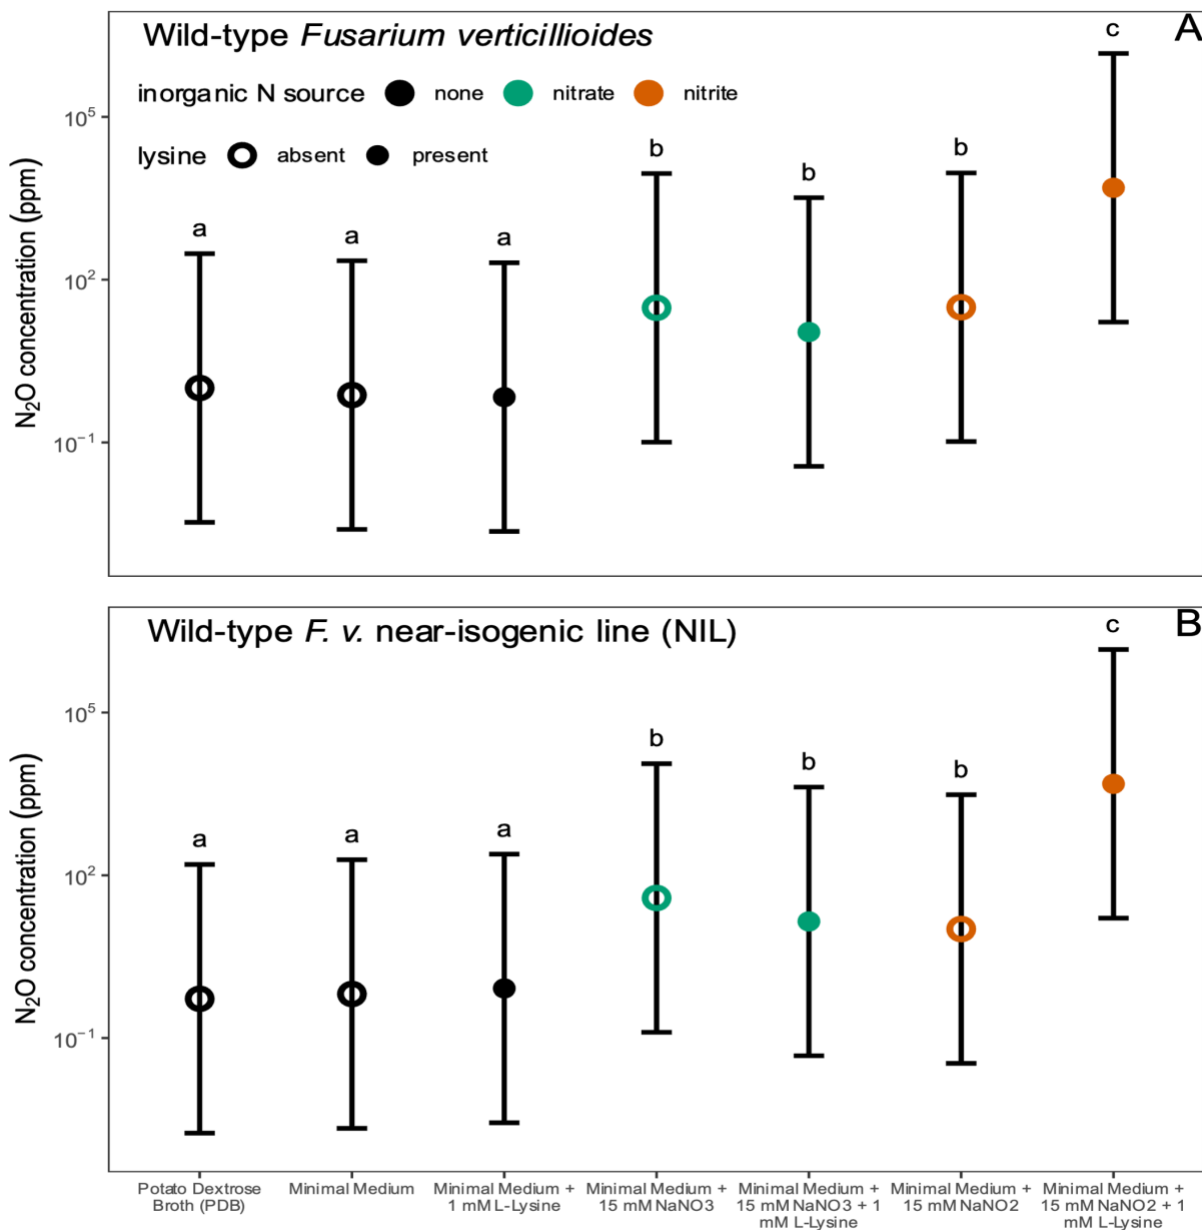 Wild-type Fusarium verticillioides
A
inorganic N source none nitrate nitrite
lysine absent present
N₂O concentration (ppm)
10⁵
10²
10⁻¹
a
a
a
b
b
b
c
Wild-type F. v. near-isogenic line (NIL)
B
N₂O concentration (ppm)
10⁵
10²
10⁻¹
a
a
a
b
b
b
c
Potato Dextrose
Broth (PDB)
Minimal Medium
Minimal Medium +
1 mM L-Lysine
Minimal Medium +
15 mM NaNO3
Minimal Medium +
15 mM NaNO3 + 1
mM L-Lysine
Minimal Medium +
15 mM NaNO2
Minimal Medium +
15 mM NaNO2 + 1
mM L-Lysine